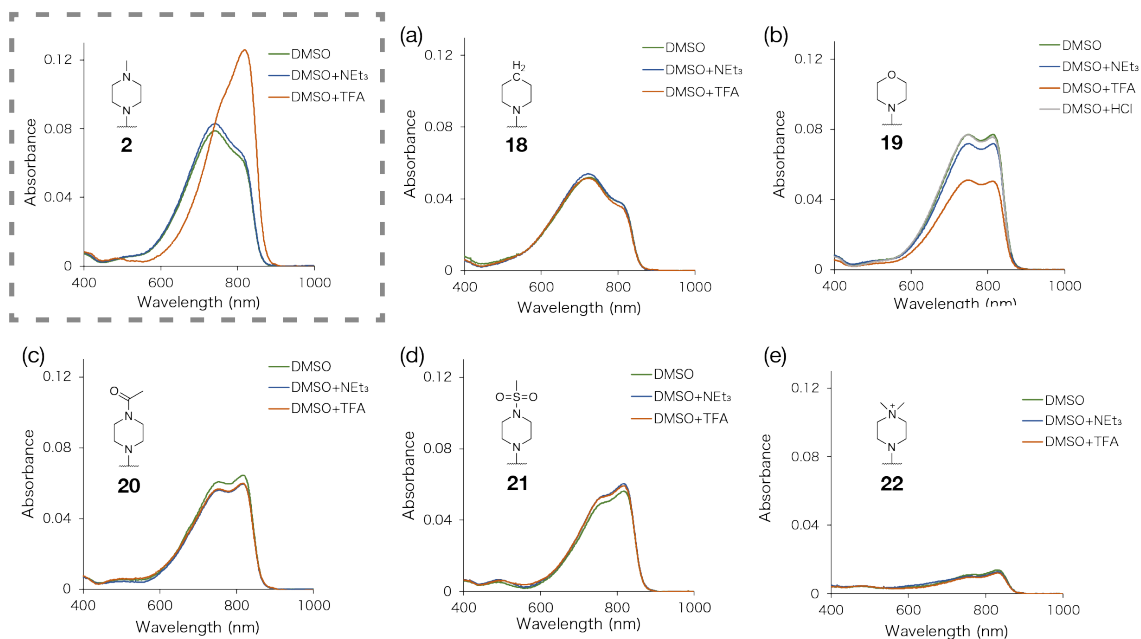 DMSO
DMSO+NEt₃
DMSO+TFA
0.12
0.08
0.04
0
400
600
800
1000
Absorbance
Wavelength (nm)
N
N
2
(a)
DMSO
DMSO+NEt₃
DMSO+TFA
0.12
0.08
0.04
0
400
600
800
1000
Absorbance
Wavelength (nm)
H₂
C
N
18
(b)
DMSO
DMSO+NEt₃
DMSO+TFA
DMSO+HCl
0.12
0.08
0.04
0
400
600
800
1000
Absorbance
Wavelength (nm)
O
N
19
(c)
DMSO
DMSO+NEt₃
DMSO+TFA
0.12
0.08
0.04
0
400
600
800
1000
Absorbance
Wavelength (nm)
O
N
N
20
(d)
DMSO
DMSO+NEt₃
DMSO+TFA
0.12
0.08
0.04
0
400
600
800
1000
Absorbance
Wavelength (nm)
O=S=O
N
N
21
(e)
DMSO
DMSO+NEt₃
DMSO+TFA
0.12
0.08
0.04
0
400
600
800
1000
Absorbance
Wavelength (nm)
N+
N
22